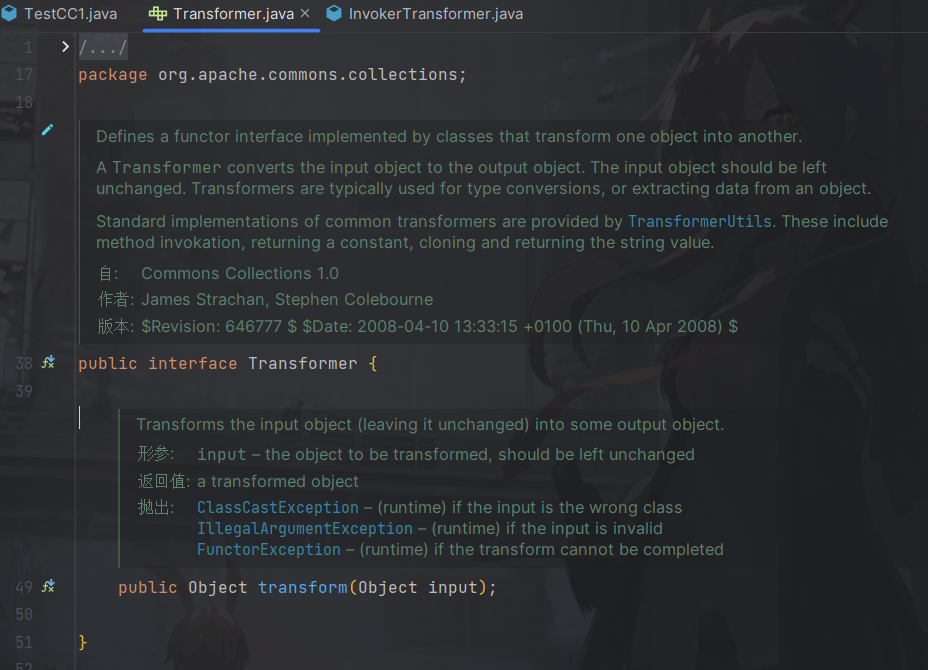 TestCC1.java Transformer.java × InvokerTransformer.java
1 /.../
17 package org.apache.commons.collections;
18
Defines a functor interface implemented by classes that transform one object into another.
A Transformer converts the input object to the output object. The input object should be left
unchanged. Transformers are typically used for type conversions, or extracting data from an object.
Standard implementations of common transformers are provided by TransformerUtils. These include
method invokation, returning a constant, cloning and returning the string value.
自: Commons Collections 1.0
作者: James Strachan, Stephen Colebourne
版本: $Revision: 646777 $ $Date: 2008-04-10 13:33:15 +0100 (Thu, 10 Apr 2008) $
38 public interface Transformer {
39
Transforms the input object (leaving it unchanged) into some output object.
形参: input – the object to be transformed, should be left unchanged
返回值: a transformed object
抛出: ClassCastException – (runtime) if the input is the wrong class
IllegalArgumentException – (runtime) if the input is invalid
FunctorException – (runtime) if the transform cannot be completed
49 public Object transform(Object input);
50
51 }
52